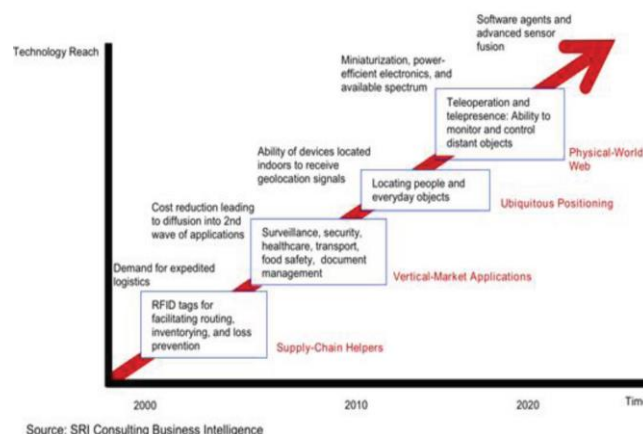 Software agents and
advanced sensor
fusion
Technology Reach
Miniaturization, power-
efficient electronics, and
available spectrum
Teleoperation and
telepresence: Ability to
monitor and control
distant objects
Physical-World
Web
Ability of devices located
indoors to receive
geolocation signals
Locating people and
everyday objects
Ubiquitous Positioning
Cost reduction leading
to diffusion into 2nd
wave of applications
Surveillance, security,
healthcare, transport,
food safety, document
management
Vertical-Market Applications
Demand for expedited
logistics
RFID tags for
facilitating routing,
inventorying, and loss
prevention
Supply-Chain Helpers
2000
2010
2020
Time
Source: SRI Consulting Business Intelligence